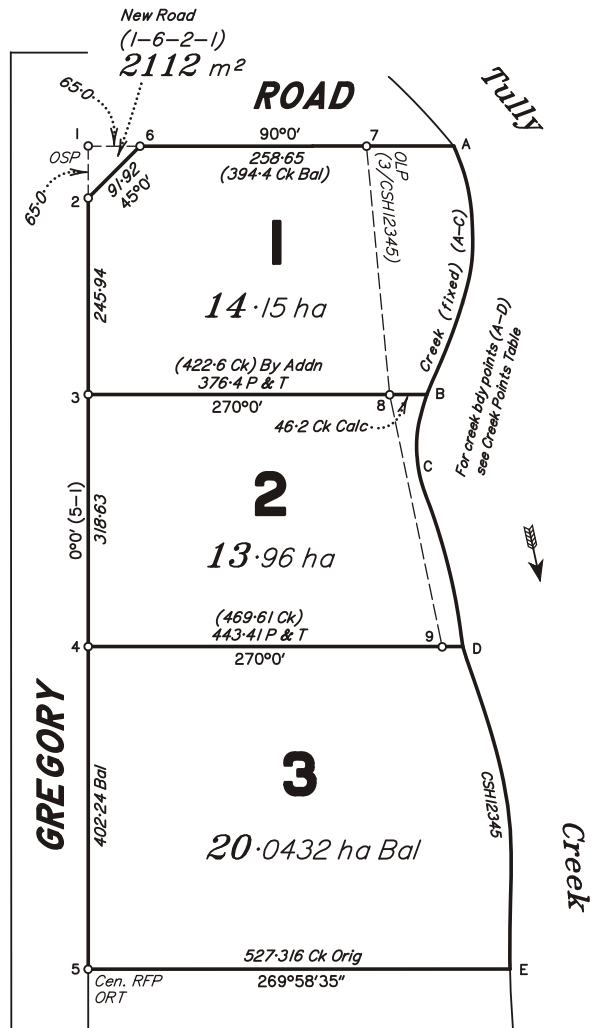 New Road
(1-6-2-1)
2112 m²
65·0
ROAD
Tully
1
6
90°0'
7
A
OSP
258·65
(394·4 Ck Bal)
OLP
(3/CSH12345)
65·0
91·92
45°0'
2
1
245·94
14·15 ha
Creek (fixed) (A-C)
(422·6 Ck) By Addn
376·4 P & T
3
270°0'
8
B
46·2 Ck Calc
For creek bdy points (A-D)
see Creek Points Table
C
2
0°0' (5-1)
318·63
13·96 ha
(469·61 Ck)
443·41 P & T
9
4
270°0'
D
GREGORY
3
402·24 Bal
CSH12345
20·0432 ha Bal
Creek
527·316 Ck Orig
5
269°58'35"
E
Cen. RFP
ORT